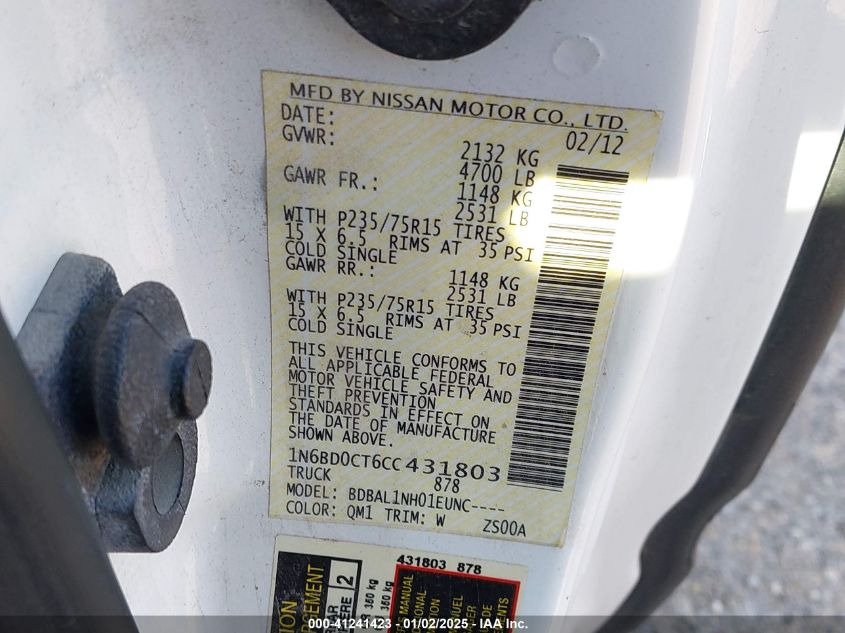 MFD BY NISSAN MOTOR CO., LTD.
DATE: 02/12
GVWR: 2132 KG
4700 LB
GAWR FR.: 1148 KG
2531 LB
WITH P235/75R15 TIRES
15 X 6.5 RIMS AT 35 PSI
COLD SINGLE
GAWR RR.: 1148 KG
2531 LB
WITH P235/75R15 TIRES
15 X 6.5 RIMS AT 35 PSI
COLD SINGLE
THIS VEHICLE CONFORMS TO
ALL APPLICABLE FEDERAL
MOTOR VEHICLE SAFETY AND
THEFT PREVENTION
STANDARDS IN EFFECT ON
THE DATE OF MANUFACTURE
SHOWN ABOVE.
1N6BD0CT6CC431803
TRUCK 878
MODEL: BDBAL1NH01EUNC----
COLOR: QM1 TRIM: W ZS00A
431803 878
2
MANUAL
000-41241423 - 01/02/2025 - IAA Inc.